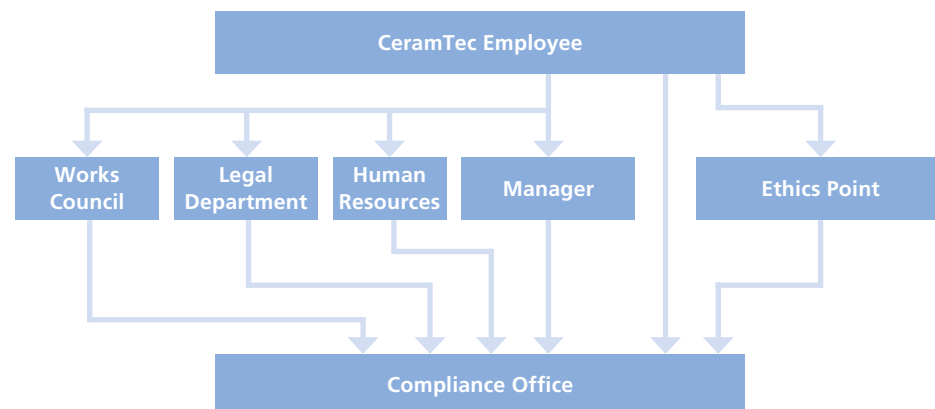 CeramTec Employee
Works
Council
Legal
Department
Human
Resources
Manager
Ethics Point
Compliance Office